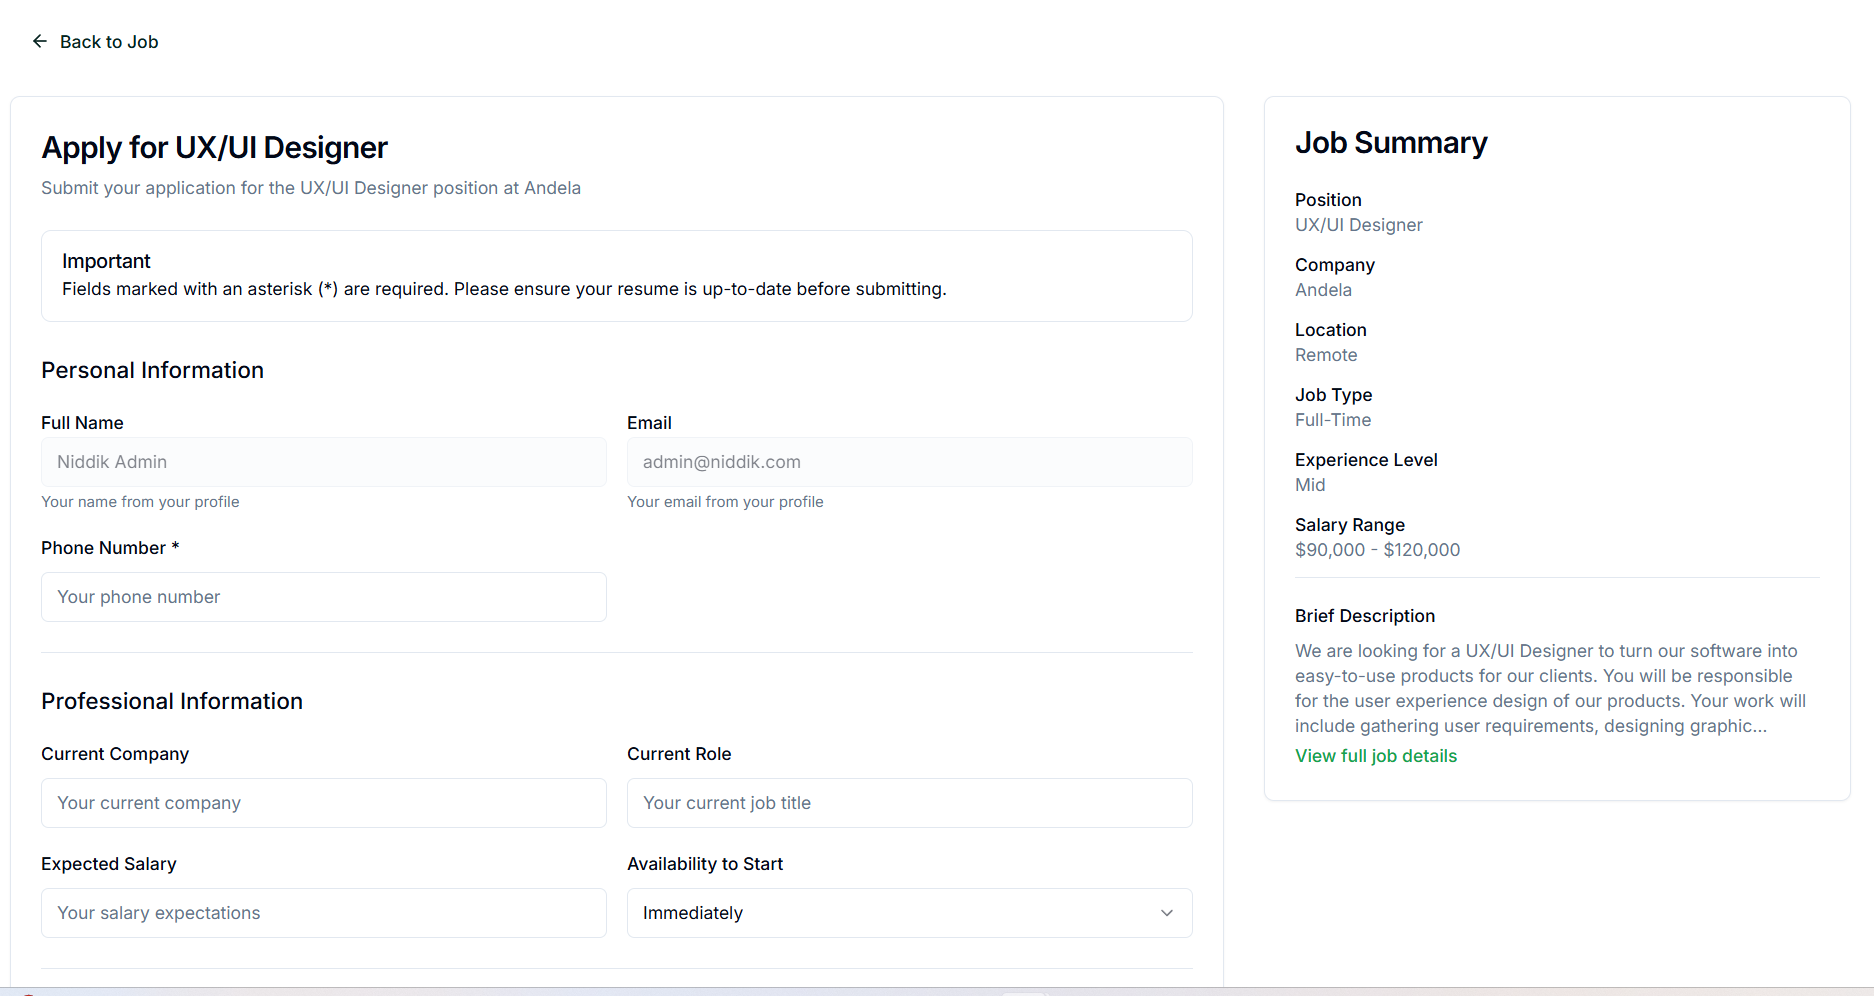 Back to Job
Apply for UX/UI Designer
Submit your application for the UX/UI Designer position at Andela
Important
Fields marked with an asterisk (*) are required. Please ensure your resume is up-to-date before submitting.
Personal Information
Full Name
Niddik Admin
Your name from your profile
Email
admin@niddik.com
Your email from your profile
Phone Number *
Your phone number
Professional Information
Current Company
Your current company
Current Role
Your current job title
Expected Salary
Your salary expectations
Availability to Start
Immediately
Job Summary
Position
UX/UI Designer
Company
Andela
Location
Remote
Job Type
Full-Time
Experience Level
Mid
Salary Range
$90,000 - $120,000
Brief Description
We are looking for a UX/UI Designer to turn our software into
easy-to-use products for our clients. You will be responsible
for the user experience design of our products. Your work will
include gathering user requirements, designing graphic...
View full job details